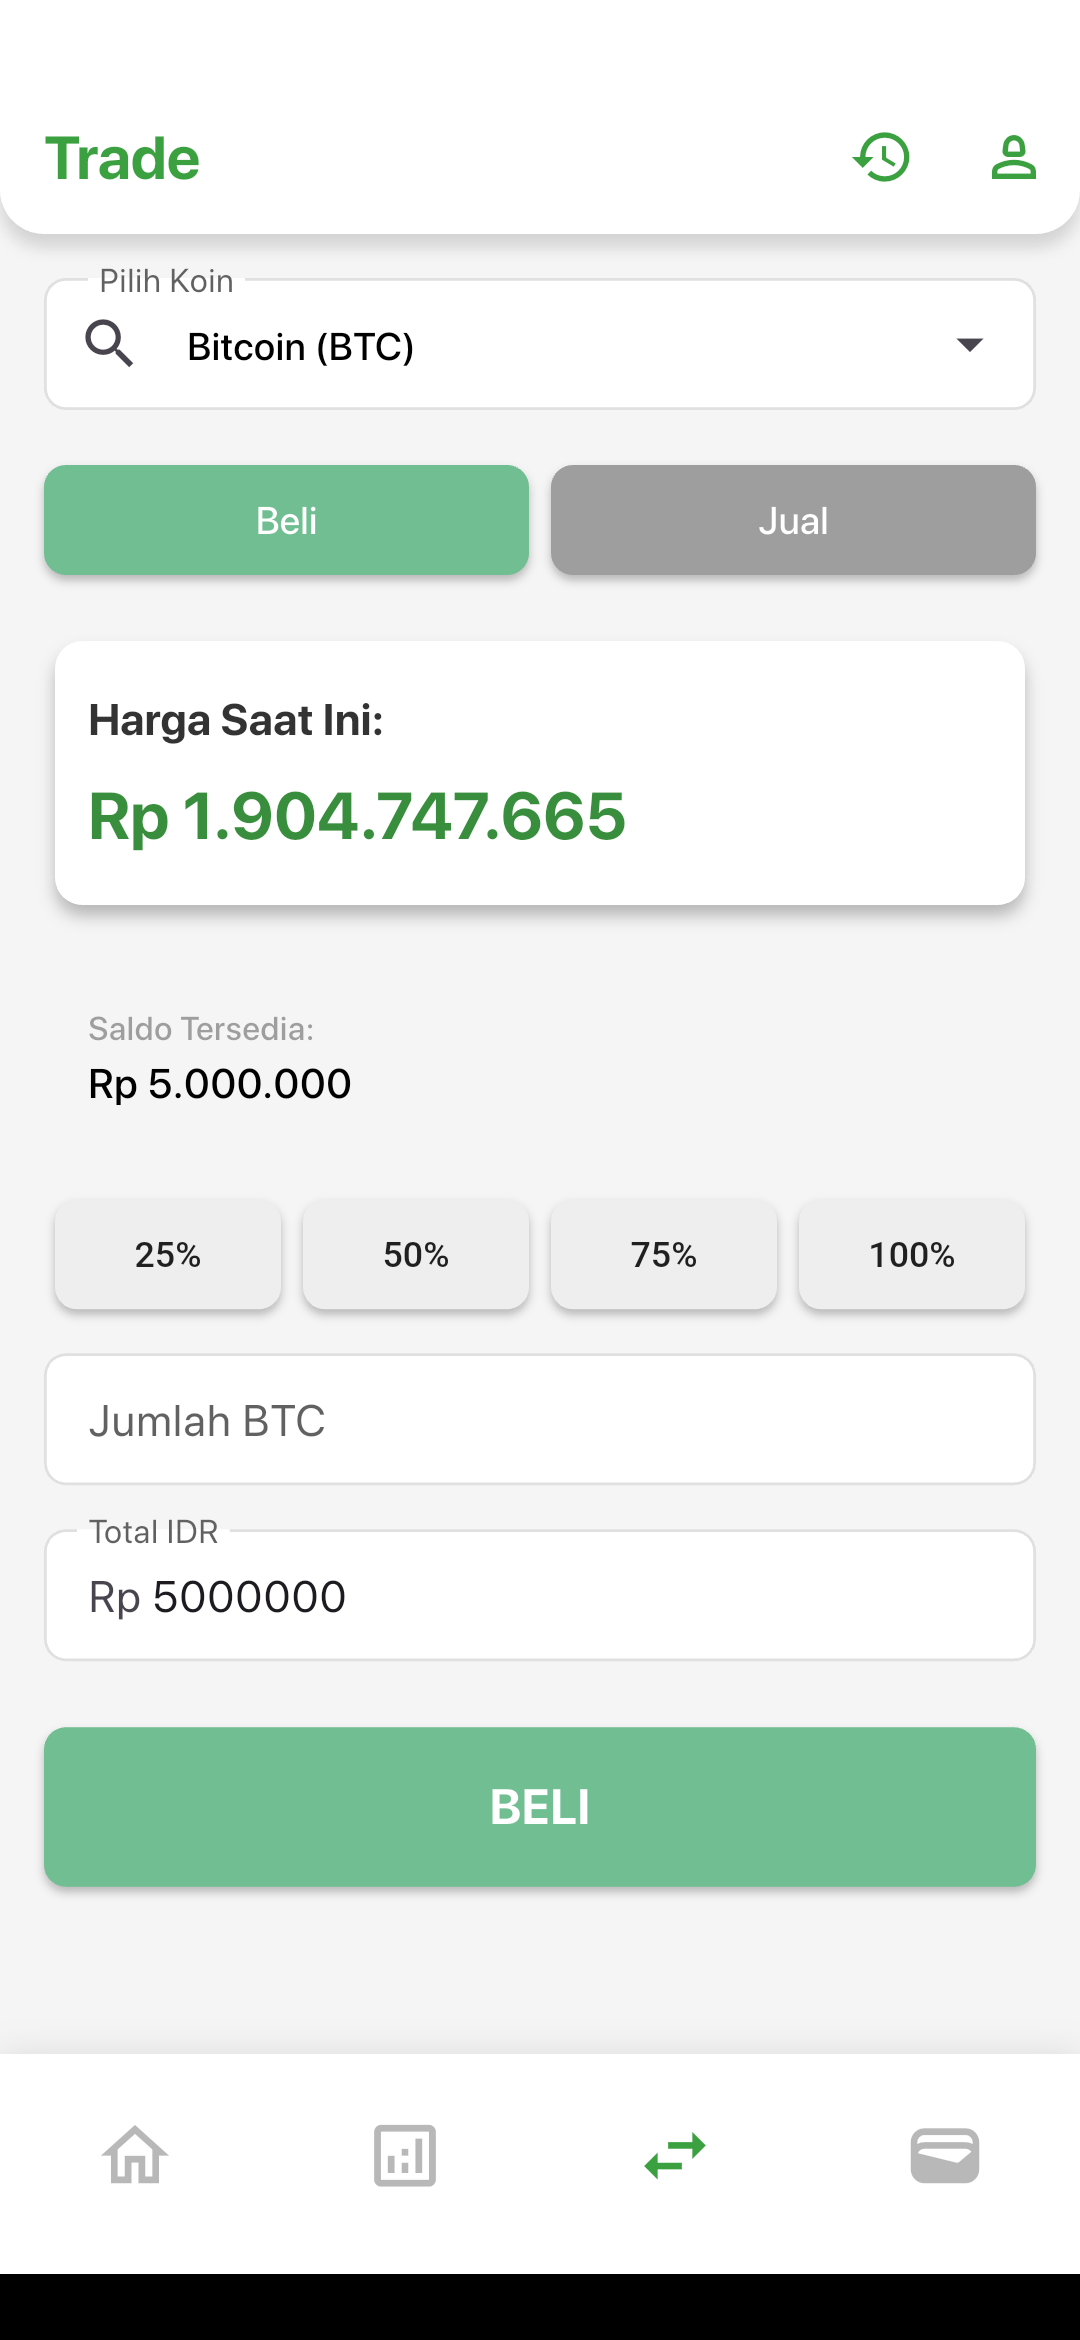 Trade
Pilih Koin
Bitcoin (BTC)
Beli
Jual
Harga Saat Ini:
Rp 1.904.747.665
Saldo Tersedia:
Rp 5.000.000
25%
50%
75%
100%
Jumlah BTC
Total IDR
Rp 5000000
BELI